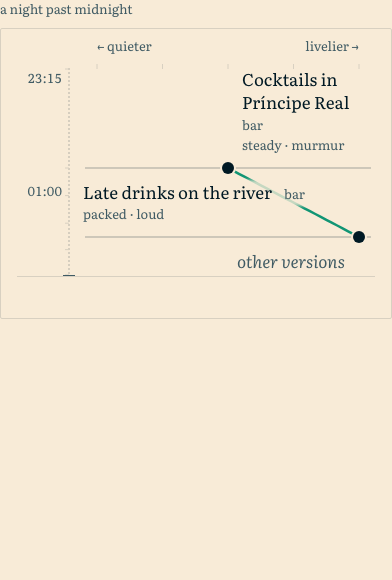 a night past midnight
← quieter
livelier →
23:15
Cocktails in
Príncipe Real
bar
steady · murmur
01:00
Late drinks on the river bar
packed · loud
other versions